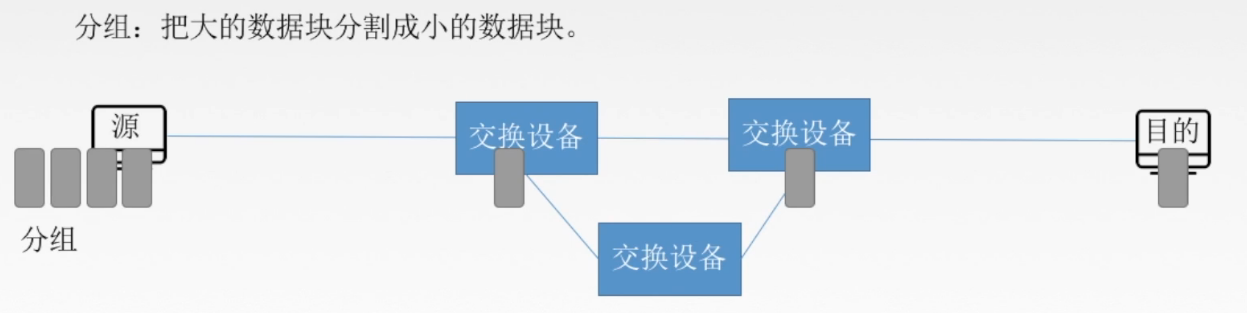 分组：把大的数据块分割成小的数据块。
源
交换设备
交换设备
目的
分组
交换设备